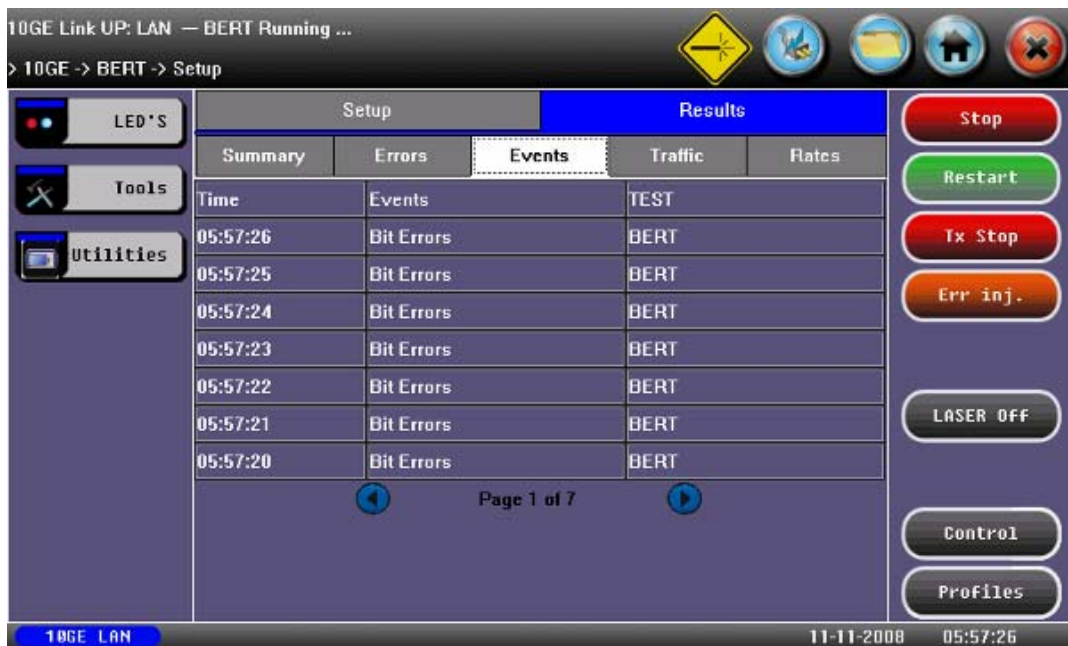 10GE Link UP: LAN — BERT Running ...
> 10GE -> BERT -> Setup
LED'S
Tools
Utilities
Setup Results
Summary Errors Events Traffic Rates
Time Events TEST
05:57:26 Bit Errors BERT
05:57:25 Bit Errors BERT
05:57:24 Bit Errors BERT
05:57:23 Bit Errors BERT
05:57:22 Bit Errors BERT
05:57:21 Bit Errors BERT
05:57:20 Bit Errors BERT
Page 1 of 7
Stop
Restart
Tx Stop
Err inj.
LASER Off
Control
Profiles
10GE LAN 11-11-2008 05:57:26